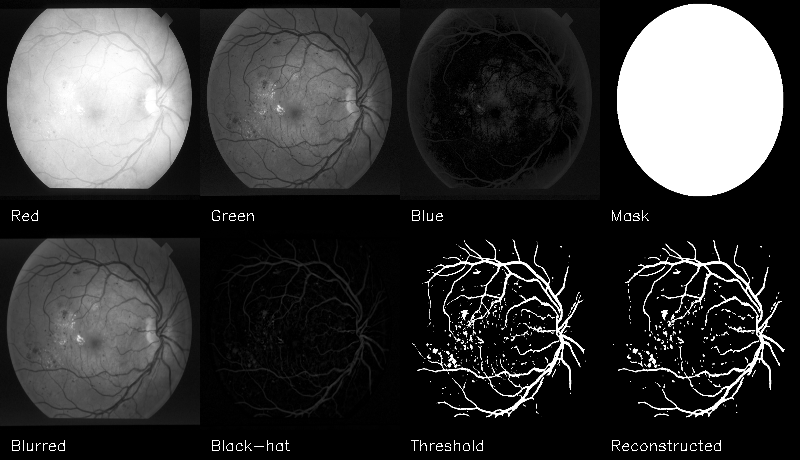 Red
Green
Blue
Mask
Blurred
Black-hat
Threshold
Reconstructed